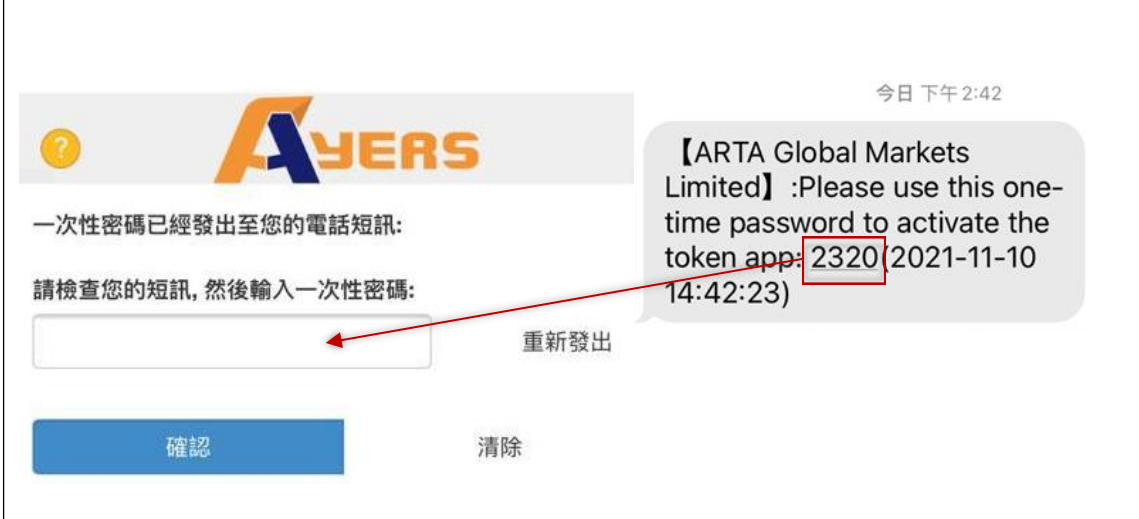 ?
AYERS
一次性密碼已經發出至您的電話短訊:
請檢查您的短訊, 然後輸入一次性密碼:
重新發出
確認
清除
今日 下午 2:42
【ARTA Global Markets
Limited】:Please use this one-
time password to activate the
token app: 2320(2021-11-10
14:42:23)